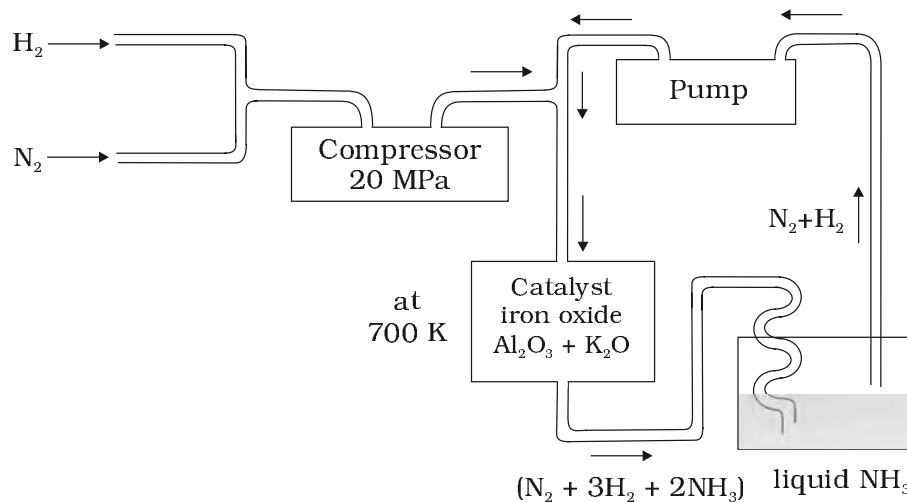 H₂
N₂
Compressor
20 MPa
Pump
N₂+H₂
at
700 K
Catalyst
iron oxide
Al₂O₃ + K₂O
(N₂ + 3H₂ + 2NH₃)
liquid NH₃